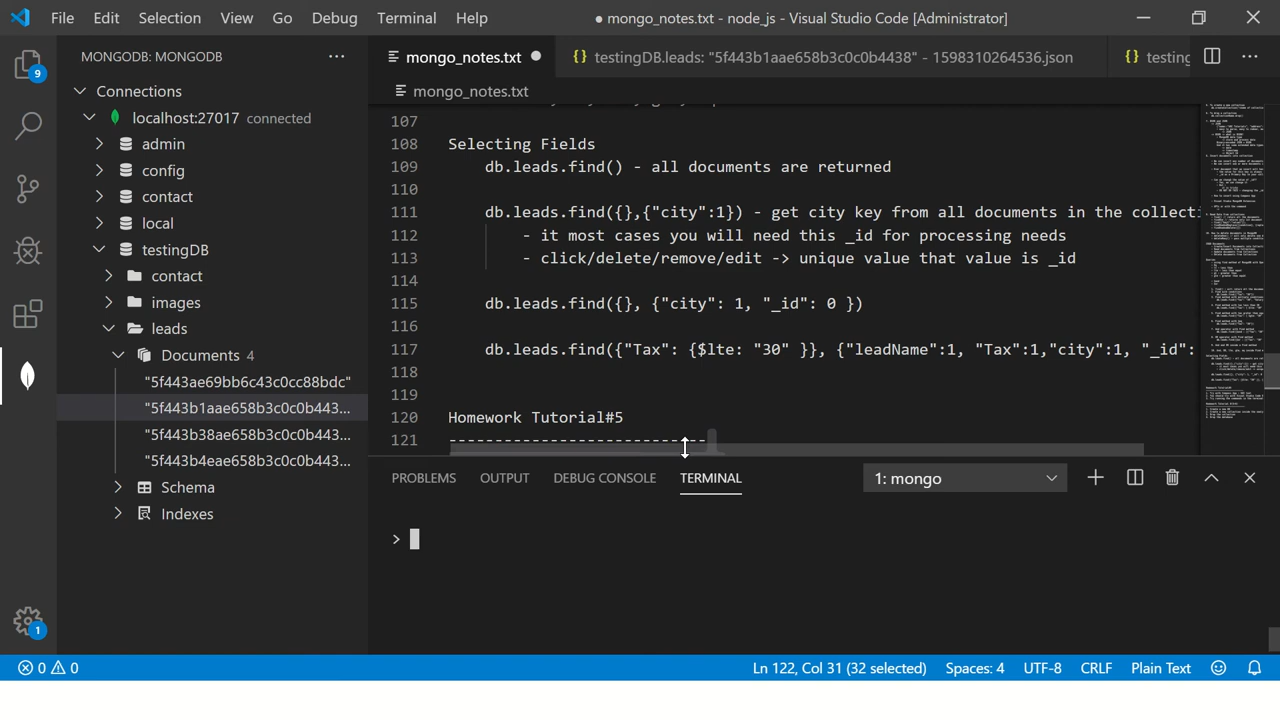 File Edit Selection View Go Debug Terminal Help ● mongo_notes.txt - node_js - Visual Studio Code [Administrator]
MONGODB: MONGODB
Connections
localhost:27017 connected
admin
config
contact
local
testingDB
contact
images
leads
Documents 4
"5f443ae69bb6c43c0cc88bdc"
"5f443b1aae658b3c0c0b443...
"5f443b38ae658b3c0c0b443...
"5f443b4eae658b3c0c0b443...
Schema
Indexes
9
1
mongo_notes.txt
{} testingDB.leads: "5f443b1aae658b3c0c0b4438" - 1598310264536.json
{} testing
mongo_notes.txt
107
108 Selecting Fields
109 db.leads.find() - all documents are returned
110
111 db.leads.find({},{"city":1}) - get city key from all documents in the collecti
112 - it most cases you will need this _id for processing needs
113 - click/delete/remove/edit -> unique value that value is _id
114
115 db.leads.find({}, {"city": 1, "_id": 0 })
116
117 db.leads.find({"Tax": {$lte: "30" }}, {"leadName":1, "Tax":1,"city":1, "_id":
118
119
120 Homework Tutorial#5
121 ----------------------------
PROBLEMS OUTPUT DEBUG CONSOLE TERMINAL 1: mongo
>
0 0 Ln 122, Col 31 (32 selected) Spaces: 4 UTF-8 CRLF Plain Text